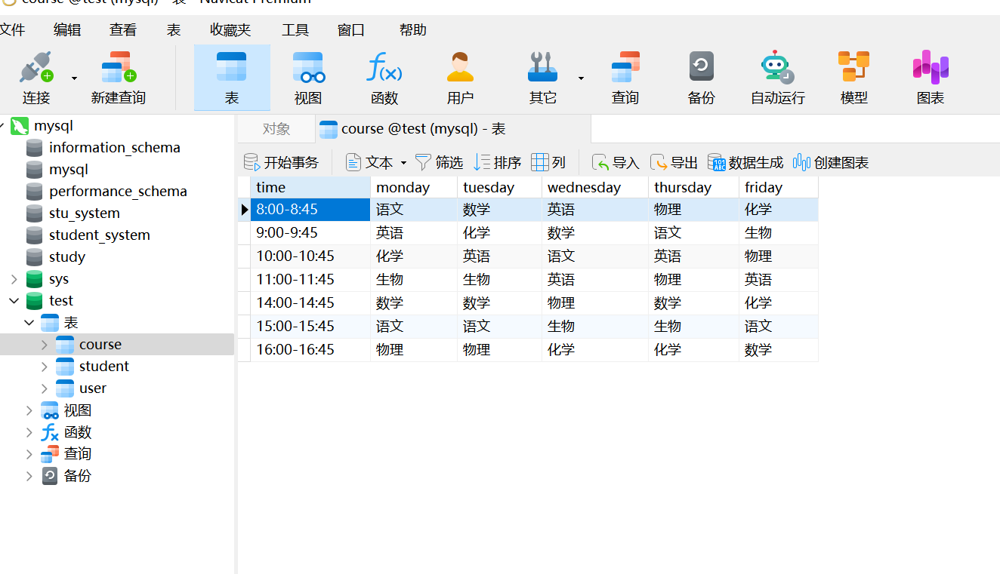 course @test (mysql) - 表 - Navicat Premium
文件 编辑 查看 表 收藏夹 工具 窗口 帮助
连接 新建查询 表 视图 函数 用户 其它 查询 备份 自动运行 模型 图表
mysql
information_schema
mysql
performance_schema
stu_system
student_system
study
sys
test
表
course
student
user
视图
函数
查询
备份
对象 course @test (mysql) - 表
开始事务 文本 筛选 排序 列 导入 导出 数据生成 创建图表
time monday tuesday wednesday thursday friday
8:00-8:45 语文 数学 英语 物理 化学
9:00-9:45 英语 化学 数学 语文 生物
10:00-10:45 化学 英语 语文 英语 物理
11:00-11:45 生物 生物 英语 物理 英语
14:00-14:45 数学 数学 物理 数学 化学
15:00-15:45 语文 语文 生物 生物 语文
16:00-16:45 物理 物理 化学 化学 数学